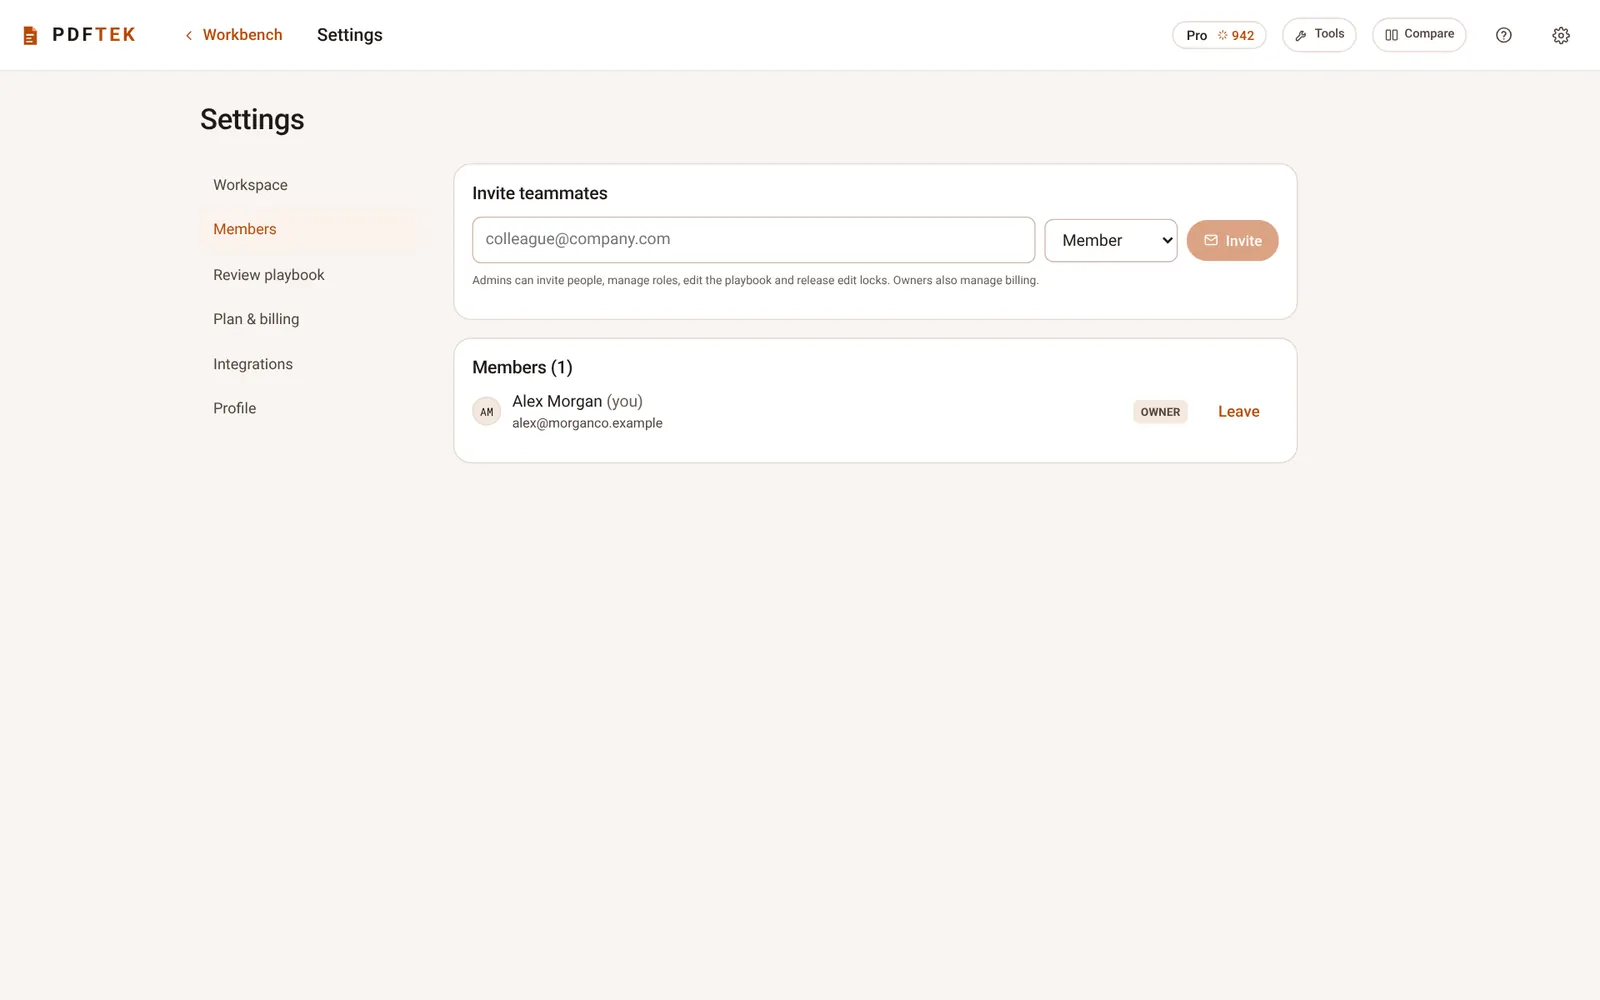 PDFTEK
Workbench
Settings
Pro 942
Tools
Compare
Settings
Workspace
Members
Review playbook
Plan & billing
Integrations
Profile
Invite teammates
colleague@company.com
Member
Invite
Admins can invite people, manage roles, edit the playbook and release edit locks. Owners also manage billing.
Members (1)
AM
Alex Morgan (you)
alex@morganco.example
OWNER
Leave